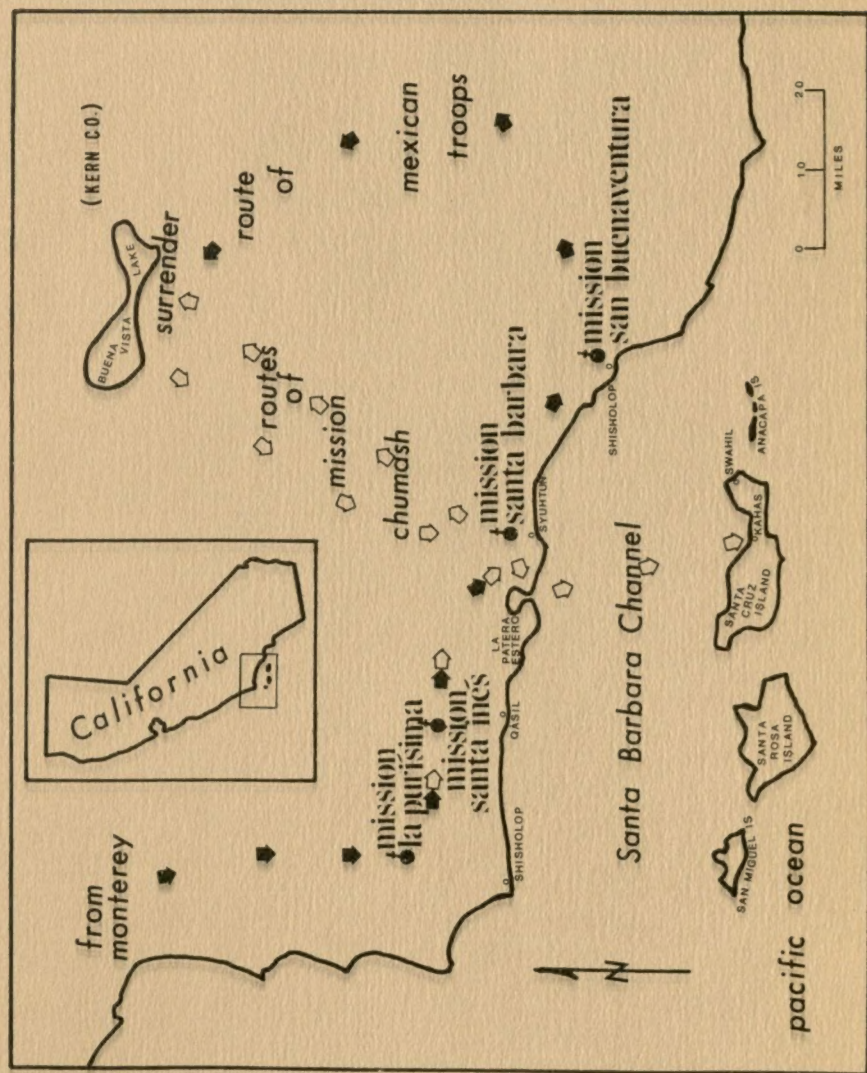 from
monterey
California
(KERN CO.)
BUENA
VISTA
LAKE
surrender
route
of
mexican
troops
routes
of
mission
chumash
mission
la purísima
mission
santa inés
mission
santa barbara
mission
san buenaventura
SHISHOLOP
QASIL
LA
PATERA
ESTERO
SYUHTUN
SHISHOLOP
Santa Barbara Channel
SAN MIGUEL IS
SANTA
ROSA
ISLAND
SANTA
CRUZ
ISLAND
KAHAS
SWAHIL
ANACAPA IS
pacific ocean
N
0 10 20
MILES